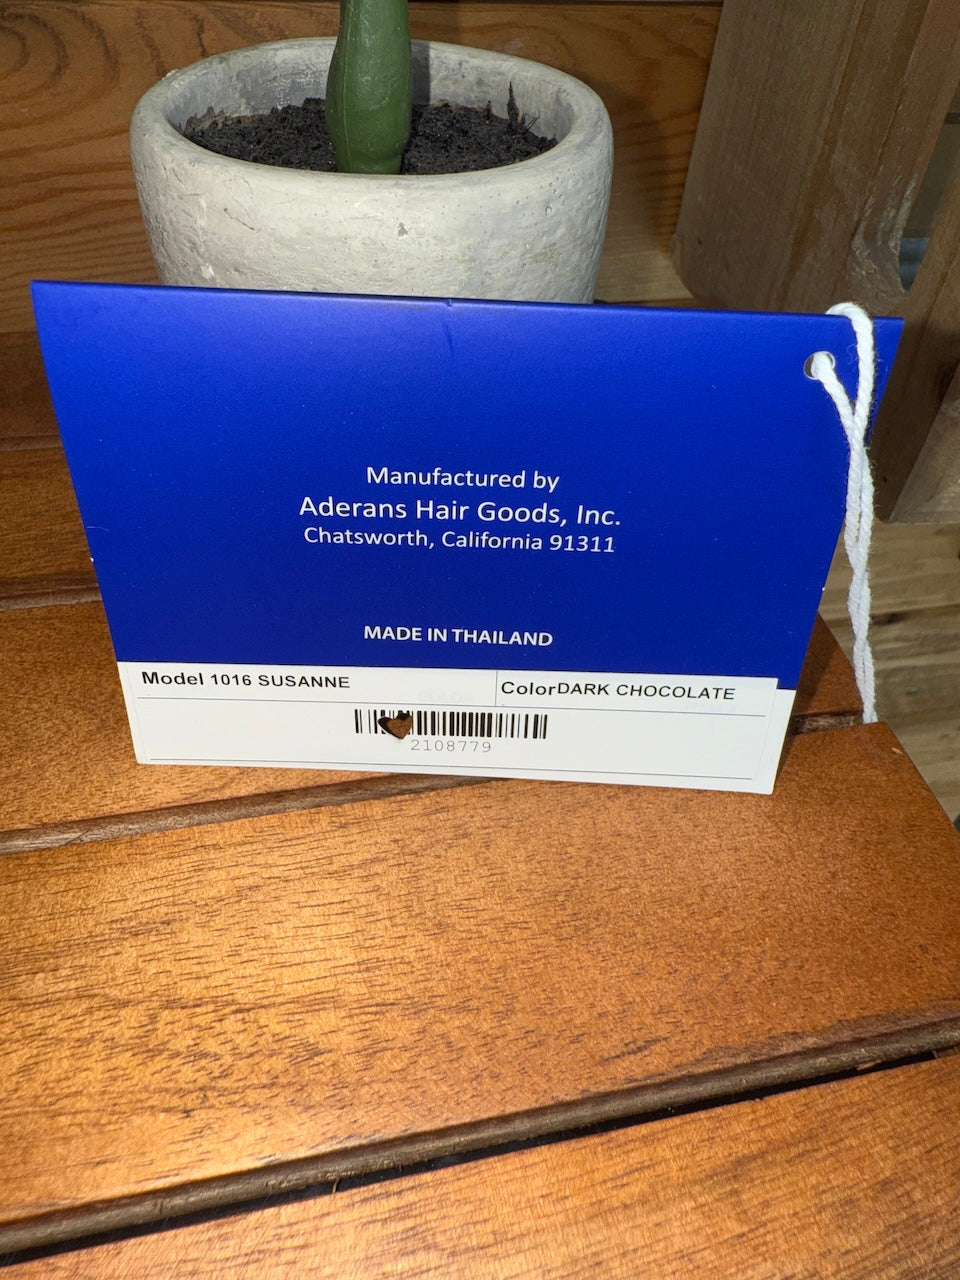 Manufactured by
Aderans Hair Goods, Inc.
Chatsworth, California 91311
MADE IN THAILAND
Model 1016 SUSANNE
ColorDARK CHOCOLATE
2108779